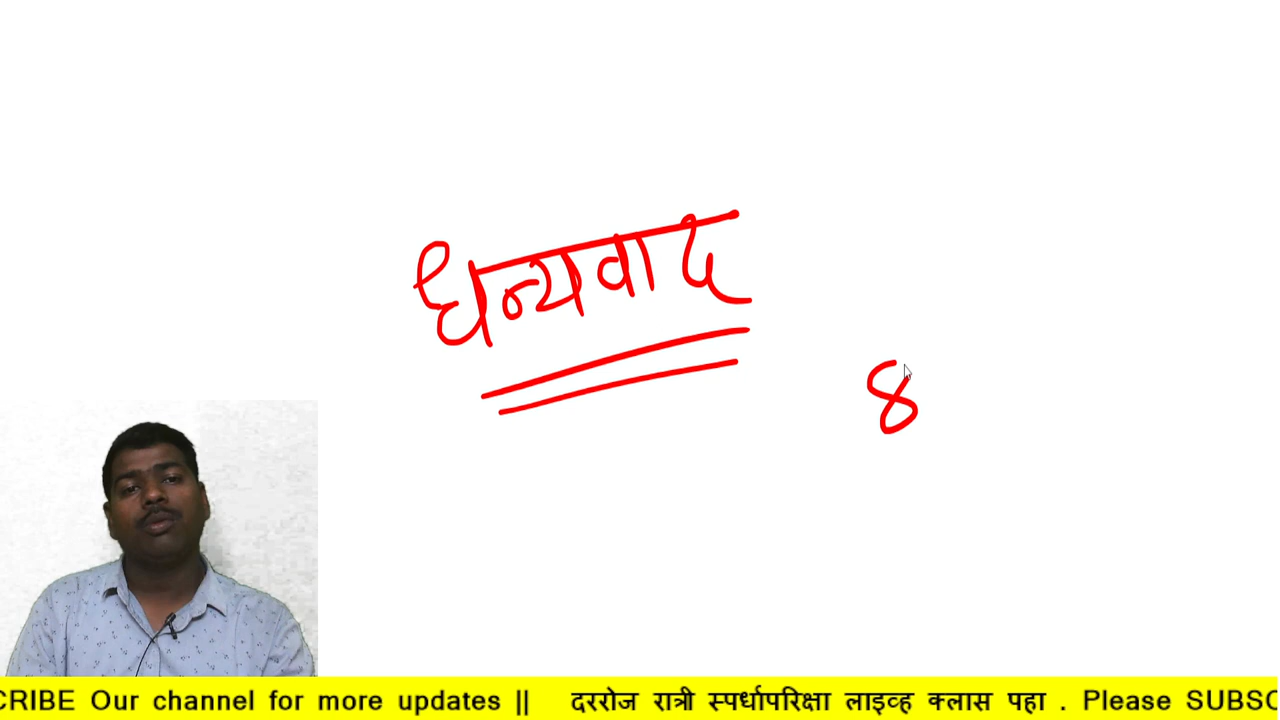 धन्यवाद
8
CRIBE Our channel for more updates || दररोज रात्री स्पर्धापरिक्षा लाइव्ह क्लास पहा . Please SUBSC